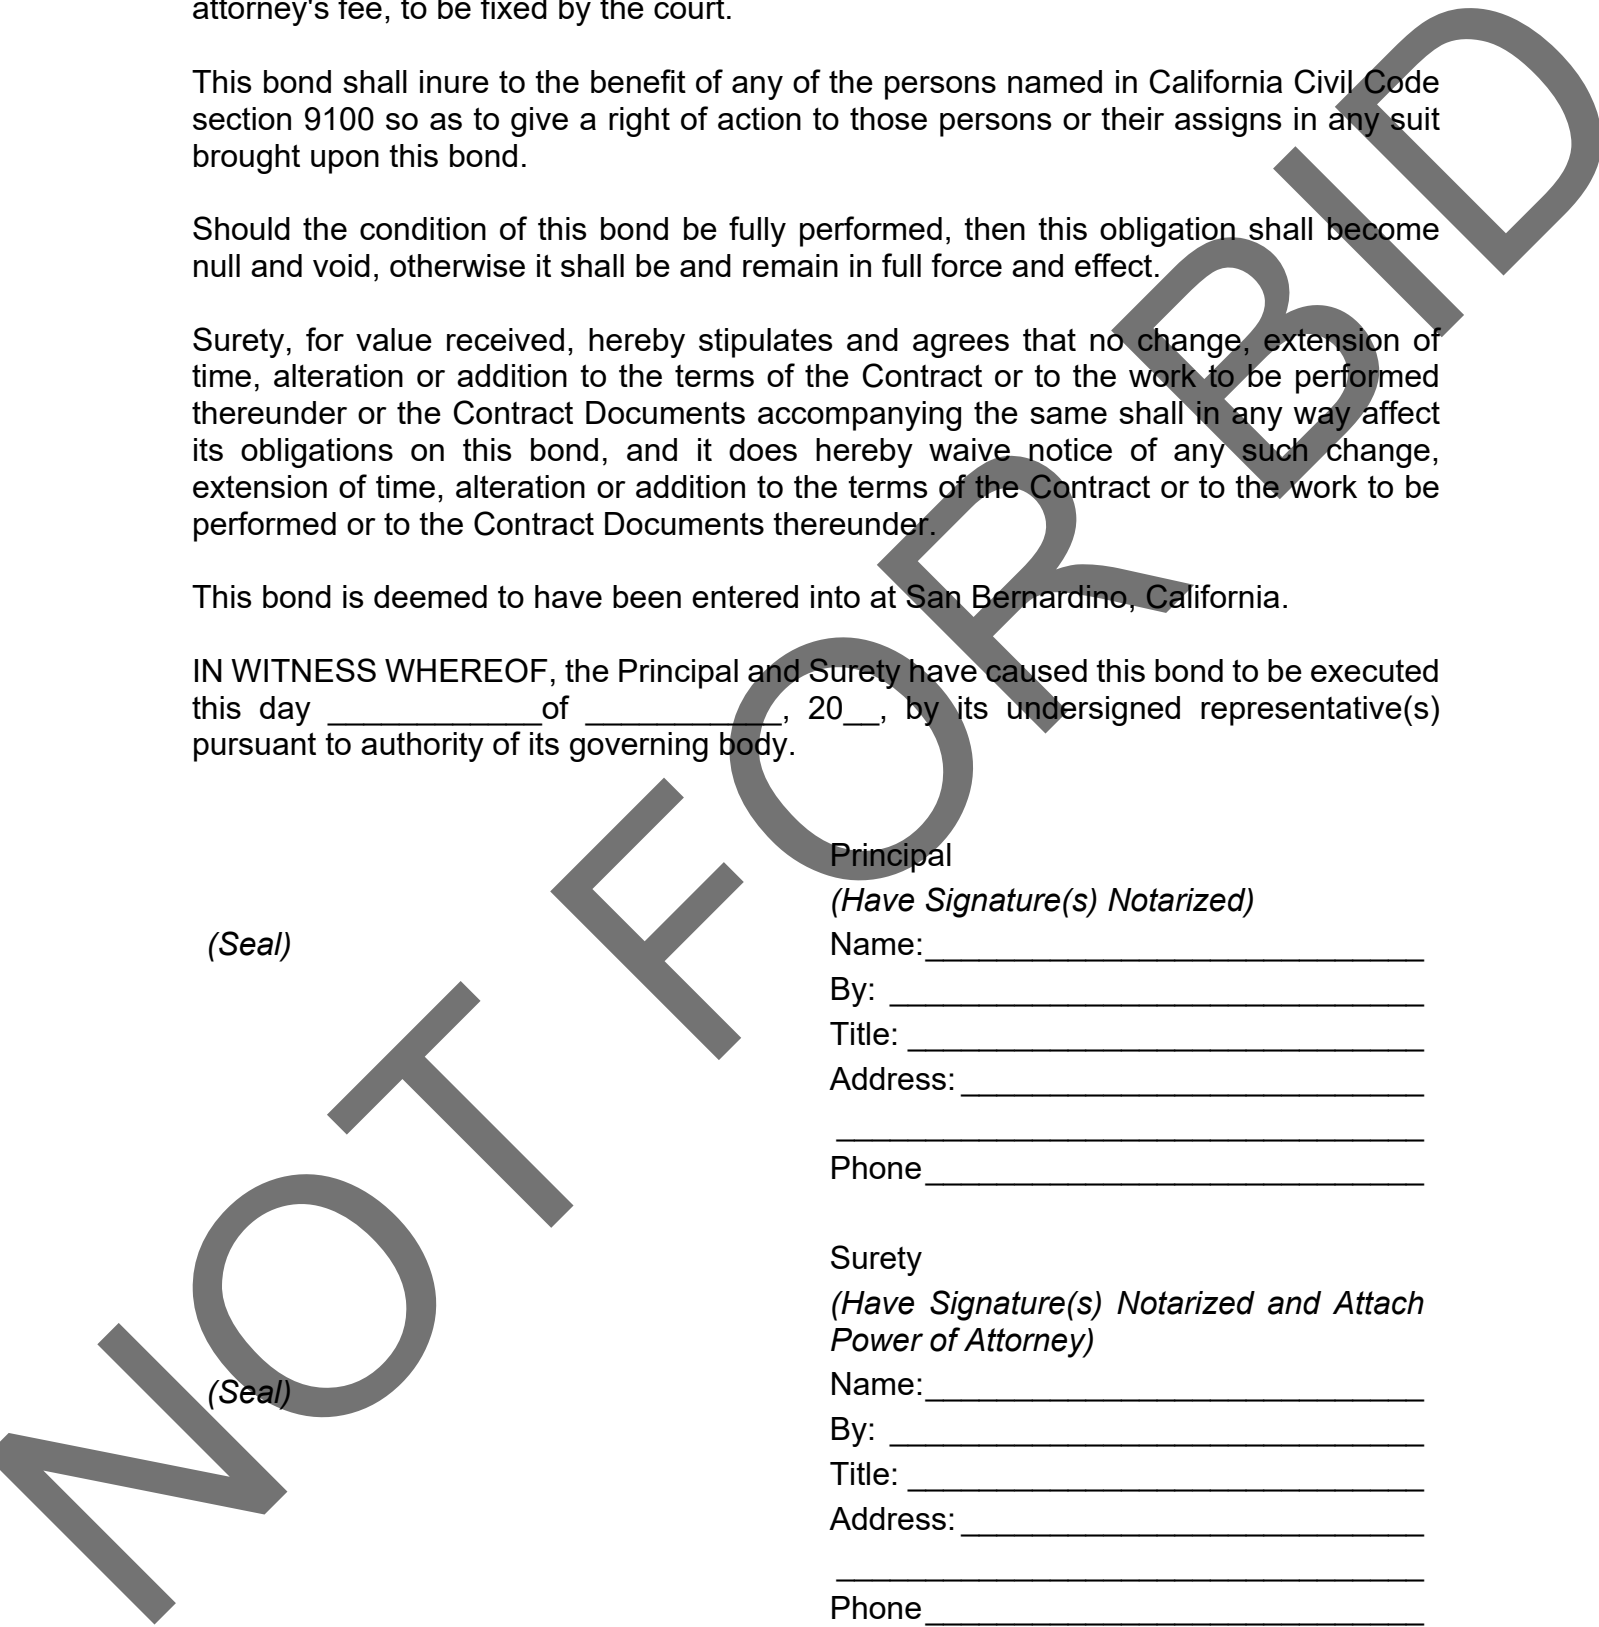 attorney's fee, to be fixed by the court.
This bond shall inure to the benefit of any of the persons named in California Civil Code
section 9100 so as to give a right of action to those persons or their assigns in any suit
brought upon this bond.
Should the condition of this bond be fully performed, then this obligation shall become
null and void, otherwise it shall be and remain in full force and effect.
Surety, for value received, hereby stipulates and agrees that no change, extension of
time, alteration or addition to the terms of the Contract or to the work to be performed
thereunder or the Contract Documents accompanying the same shall in any way affect
its obligations on this bond, and it does hereby waive notice of any such change,
extension of time, alteration or addition to the terms of the Contract or to the work to be
performed or to the Contract Documents thereunder.
This bond is deemed to have been entered into at San Bernardino, California.
IN WITNESS WHEREOF, the Principal and Surety have caused this bond to be executed
this day ____________of ___________, 20__, by its undersigned representative(s)
pursuant to authority of its governing body.
Principal
(Have Signature(s) Notarized)
(Seal) Name:____________________________
By: ______________________________
Title: _____________________________
Address: __________________________
_________________________________
Phone____________________________
Surety
(Have Signature(s) Notarized and Attach
Power of Attorney)
(Seal) Name:____________________________
By: ______________________________
Title: _____________________________
Address: __________________________
_________________________________
Phone____________________________
NOT FOR BID